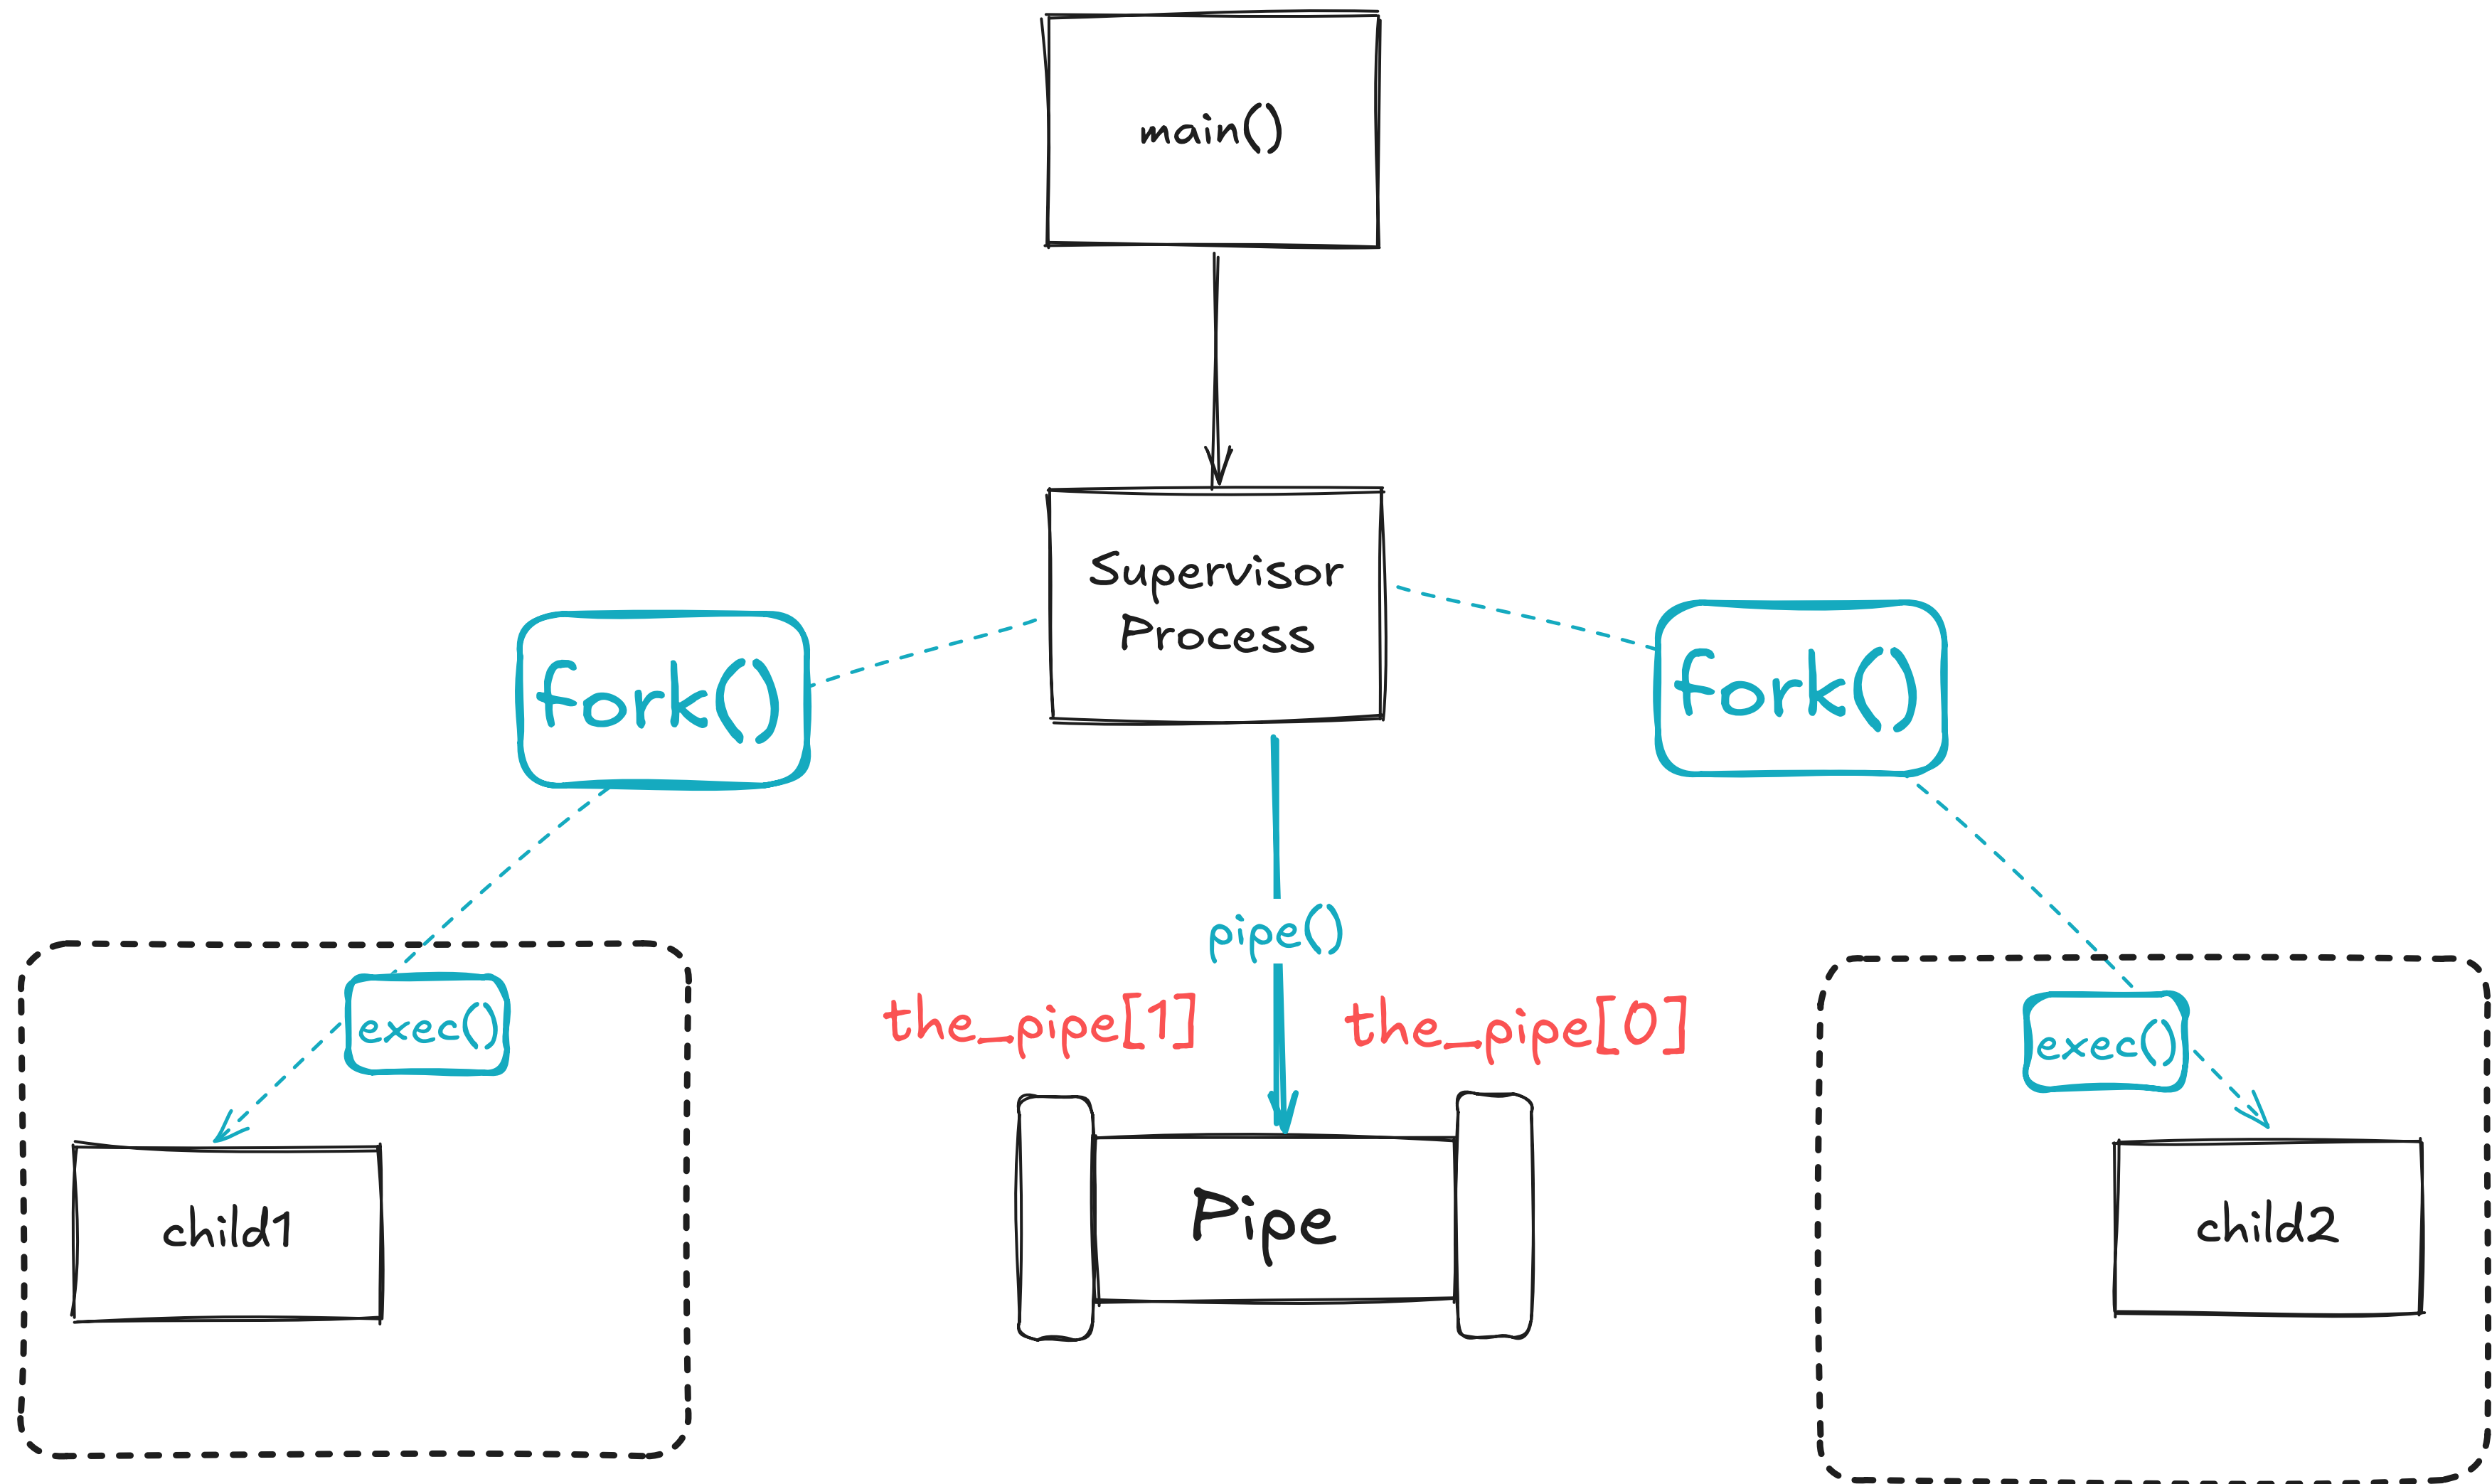 main()
Supervisor
Process
fork()
fork()
pipe()
the_pipe[1]
the_pipe[0]
exec()
exec()
child1
Pipe
child2